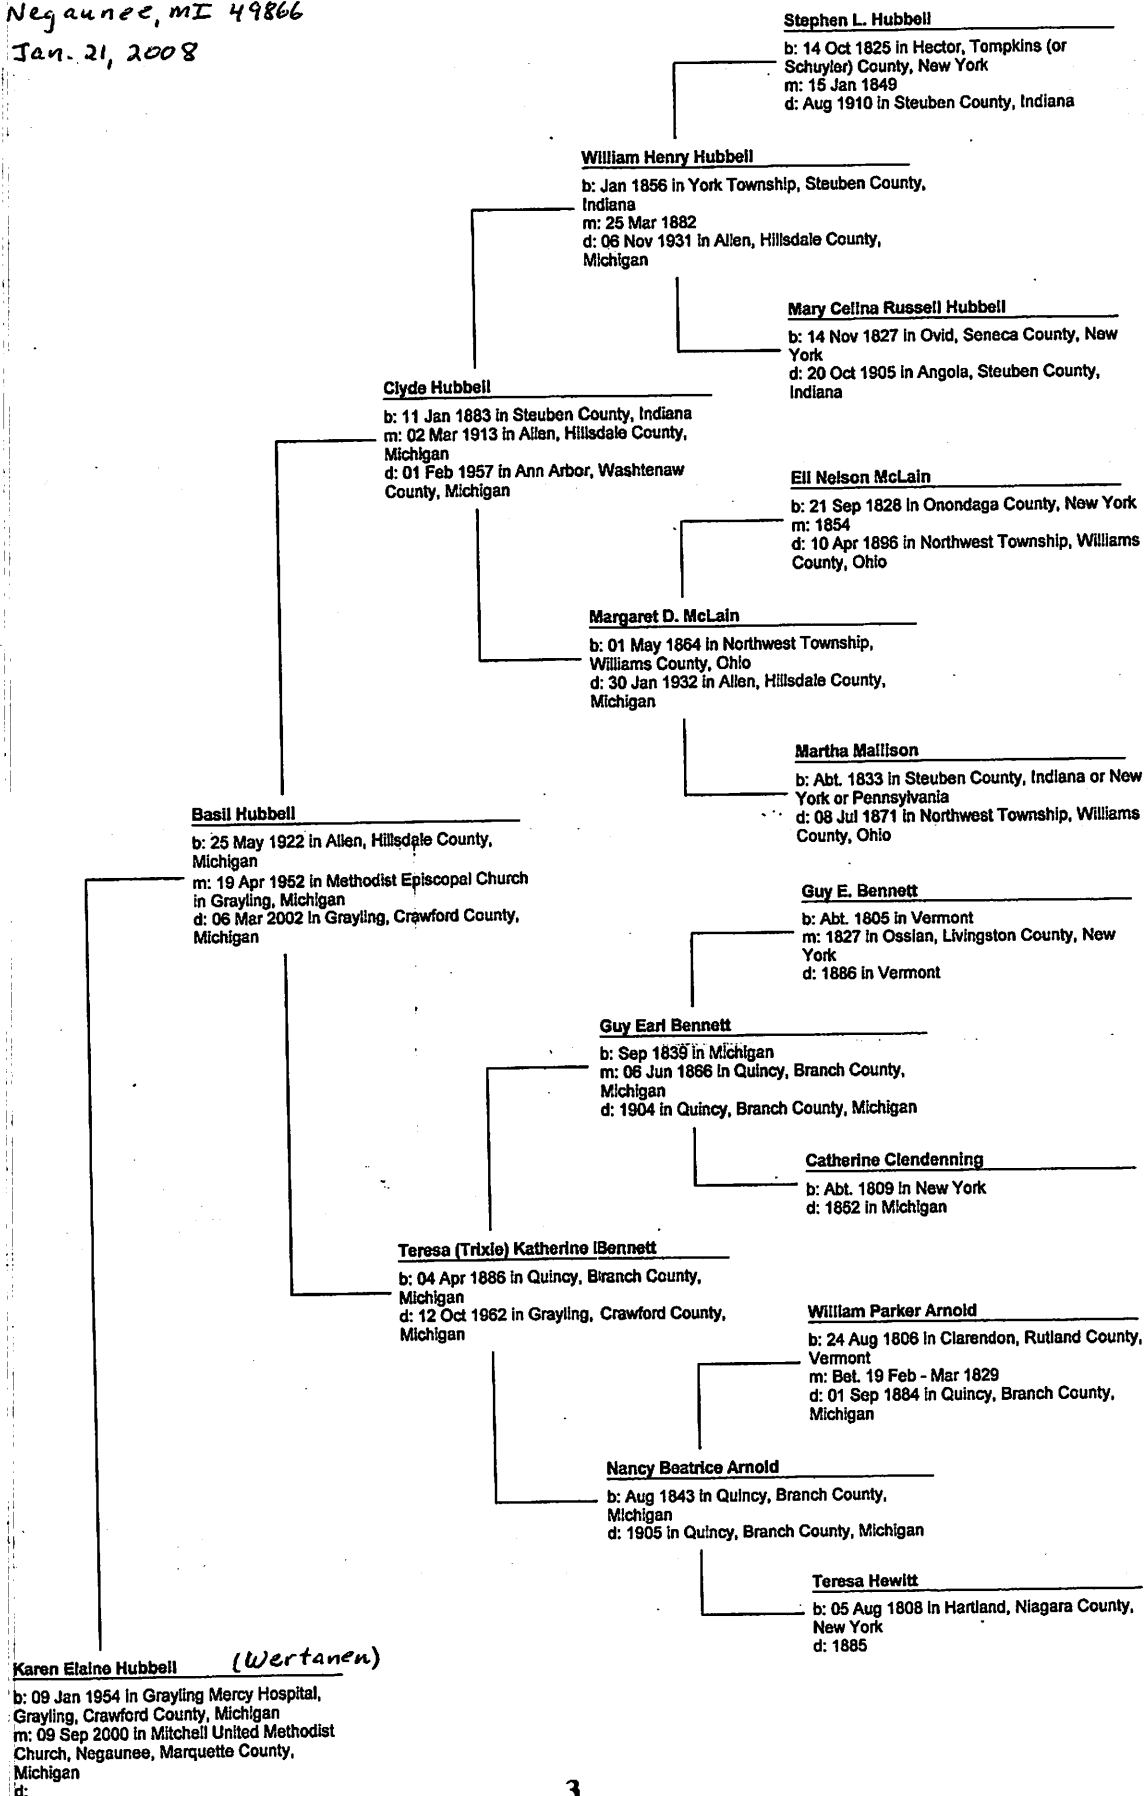 Negaunee, MI 49866
Jan. 21, 2008
Stephen L. Hubbell
b: 14 Oct 1825 in Hector, Tompkins (or
Schuyler) County, New York
m: 15 Jan 1849
d: Aug 1910 in Steuben County, Indiana
William Henry Hubbell
b: Jan 1856 in York Township, Steuben County,
Indiana
m: 25 Mar 1882
d: 06 Nov 1931 in Allen, Hillsdale County,
Michigan
Mary Celina Russell Hubbell
b: 14 Nov 1827 in Ovid, Seneca County, New
York
d: 20 Oct 1905 in Angola, Steuben County,
Indiana
Clyde Hubbell
b: 11 Jan 1883 in Steuben County, Indiana
m: 02 Mar 1913 in Allen, Hillsdale County,
Michigan
d: 01 Feb 1957 in Ann Arbor, Washtenaw
County, Michigan
Eli Nelson McLain
b: 21 Sep 1828 in Onondaga County, New York
m: 1854
d: 10 Apr 1896 in Northwest Township, Williams
County, Ohio
Margaret D. McLain
b: 01 May 1864 in Northwest Township,
Williams County, Ohio
d: 30 Jan 1932 in Allen, Hillsdale County,
Michigan
Martha Mallison
b: Abt. 1833 in Steuben County, Indiana or New
York or Pennsylvania
d: 08 Jul 1871 in Northwest Township, Williams
County, Ohio
Basil Hubbell
b: 25 May 1922 in Allen, Hillsdale County,
Michigan
m: 19 Apr 1952 in Methodist Episcopal Church
in Grayling, Michigan
d: 06 Mar 2002 in Grayling, Crawford County,
Michigan
Guy E. Bennett
b: Abt. 1805 in Vermont
m: 1827 in Ossian, Livingston County, New
York
d: 1886 in Vermont
Guy Earl Bennett
b: Sep 1839 in Michigan
m: 06 Jun 1866 in Quincy, Branch County,
Michigan
d: 1904 in Quincy, Branch County, Michigan
Catherine Clendenning
b: Abt. 1809 in New York
d: 1852 in Michigan
Teresa (Trixie) Katherine Bennett
b: 04 Apr 1886 in Quincy, Branch County,
Michigan
d: 12 Oct 1962 in Grayling, Crawford County,
Michigan
William Parker Arnold
b: 24 Aug 1806 in Clarendon, Rutland County,
Vermont
m: Bet. 19 Feb - Mar 1829
d: 01 Sep 1884 in Quincy, Branch County,
Michigan
Nancy Beatrice Arnold
b: Aug 1843 in Quincy, Branch County,
Michigan
d: 1905 in Quincy, Branch County, Michigan
Teresa Hewitt
b: 05 Aug 1808 in Hartland, Niagara County,
New York
d: 1885
Karen Elaine Hubbell (Wertanen)
b: 09 Jan 1954 in Grayling Mercy Hospital,
Grayling, Crawford County, Michigan
m: 09 Sep 2000 in Mitchell United Methodist
Church, Negaunee, Marquette County,
Michigan
d:
3